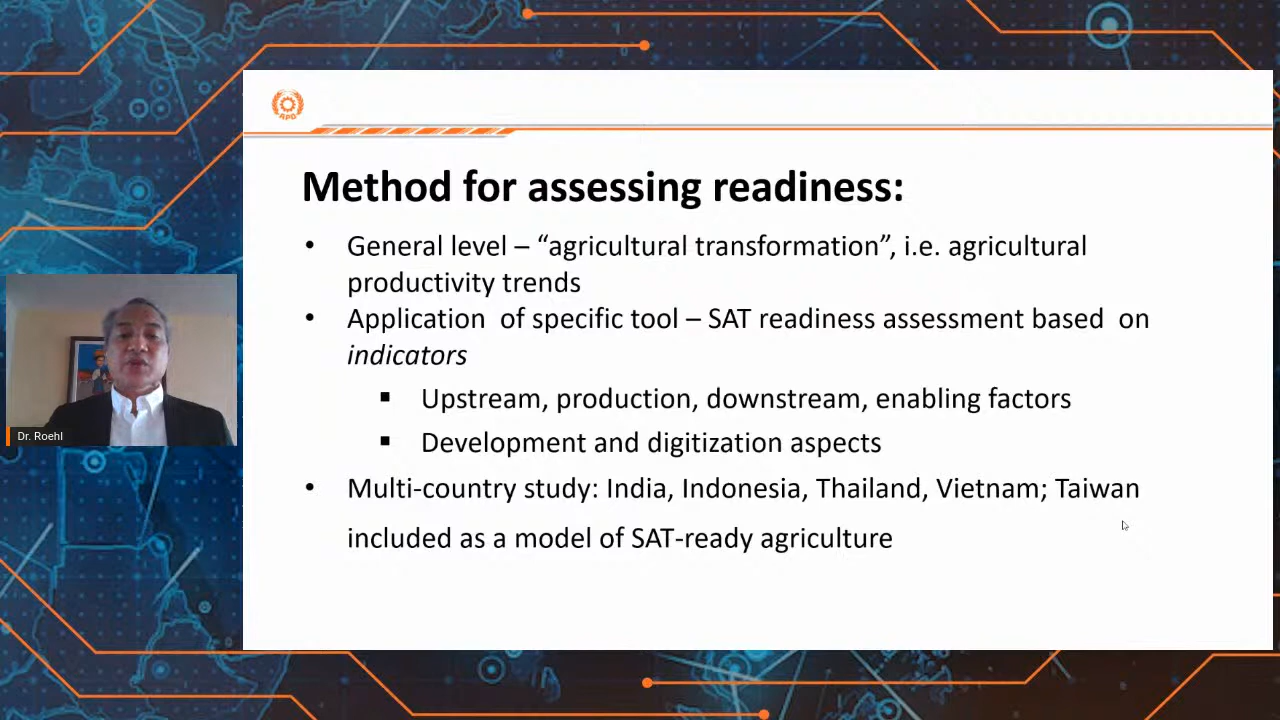 APO
Method for assessing readiness:
• General level – “agricultural transformation”, i.e. agricultural
productivity trends
• Application  of specific tool – SAT readiness assessment based  on
indicators
▪ Upstream, production, downstream, enabling factors
▪ Development and digitization aspects
• Multi-country study: India, Indonesia, Thailand, Vietnam; Taiwan
included as a model of SAT-ready agriculture
Dr. Roehl